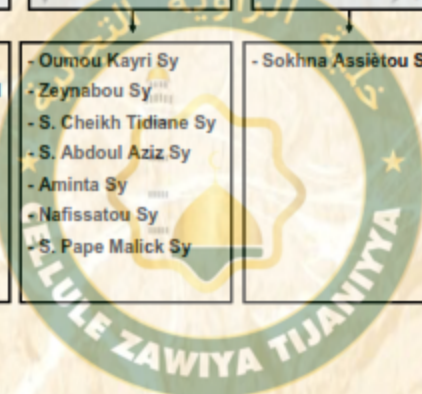 - Oumou Kayri Sy
- Zeynabou Sy
- S. Cheikh Tidiane Sy
- S. Abdoul Aziz Sy
- Aminta Sy
- Nafissatou Sy
- S. Pape Malick Sy
- Sokhna Assiètou S
ZAWIYA TIJANIYYA